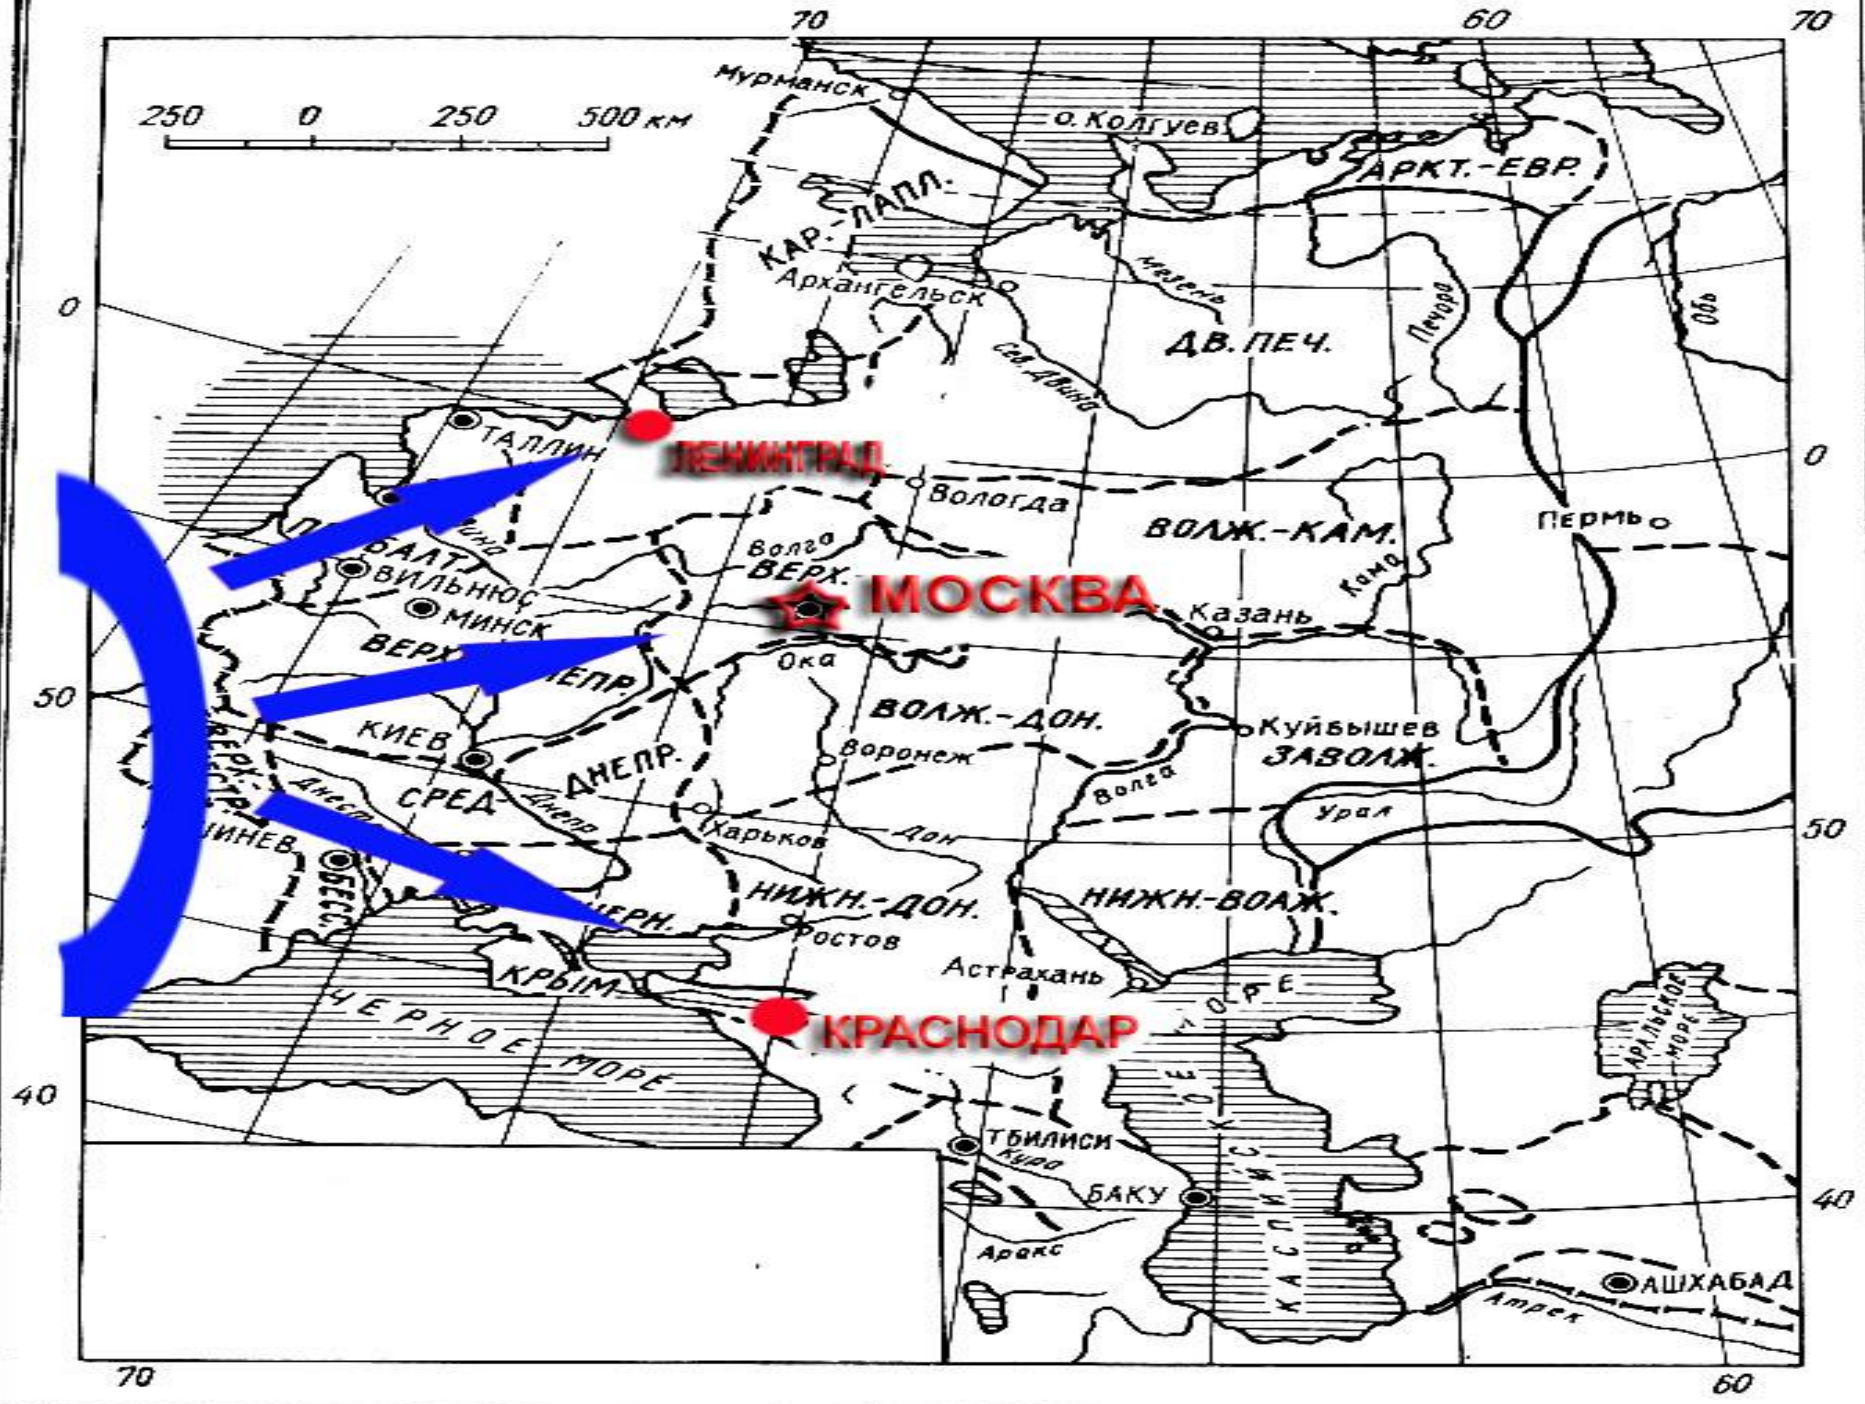 70 60 70
Мурманск
250 0 250 500 км
о. Колгуев
АРКТ.-ЕВР.
КАР.-ЛАПЛ.
Архангельск
Мезень
Печора
Обь
0
ДВ. ПЕЧ.
Сев. Двина
ТАЛЛИН
ЛЕНИНГРАД
0
Вологда
ВОЛЖ.-КАМ.
Пермь
Волга
ВЕРХ.
БАЛТ.
ВИЛЬНЮС
МОСКВА
Кама
Казань
МИНСК
Ока
50
ВОЛЖ.-ДОН.
КИЕВ
Куйбышев
ЗАВОЛЖ.
Воронеж
ДНЕПР.
Волга
СРЕД.
Днепр
Урал
Харьков
Дон
50
НИЖН.-ДОН.
НИЖН.-ВОЛЖ.
БЕСС.
Ростов
Астрахань
КРЫМ
ЧЕРНОЕ МОРЕ
КРАСНОДАР
АРАЛЬСКОЕ МОРЕ
КАСПИЙСКОЕ МОРЕ
40
ТБИЛИСИ
Кура
БАКУ
40
Аракс
АШХАБАД
Атрек
70 60